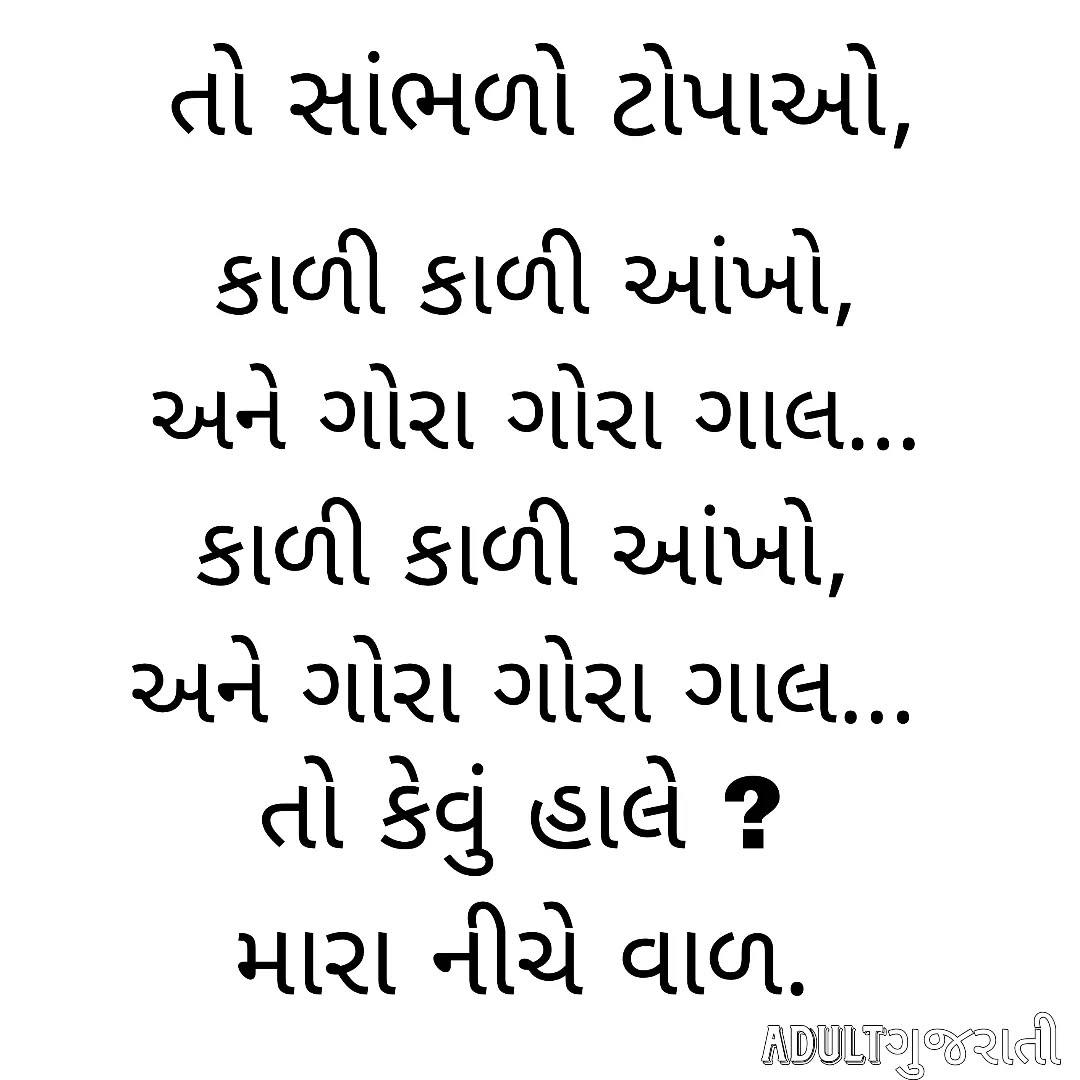 તો સાંભળો ટોપાઓ,
કાળી કાળી આંખો,
અને ગોરા ગોરા ગાલ...
કાળી કાળી આંખો,
અને ગોરા ગોરા ગાલ...
તો કેવું હાલે ?
મારા નીચે વાળ.
ADULTગુજરાતી